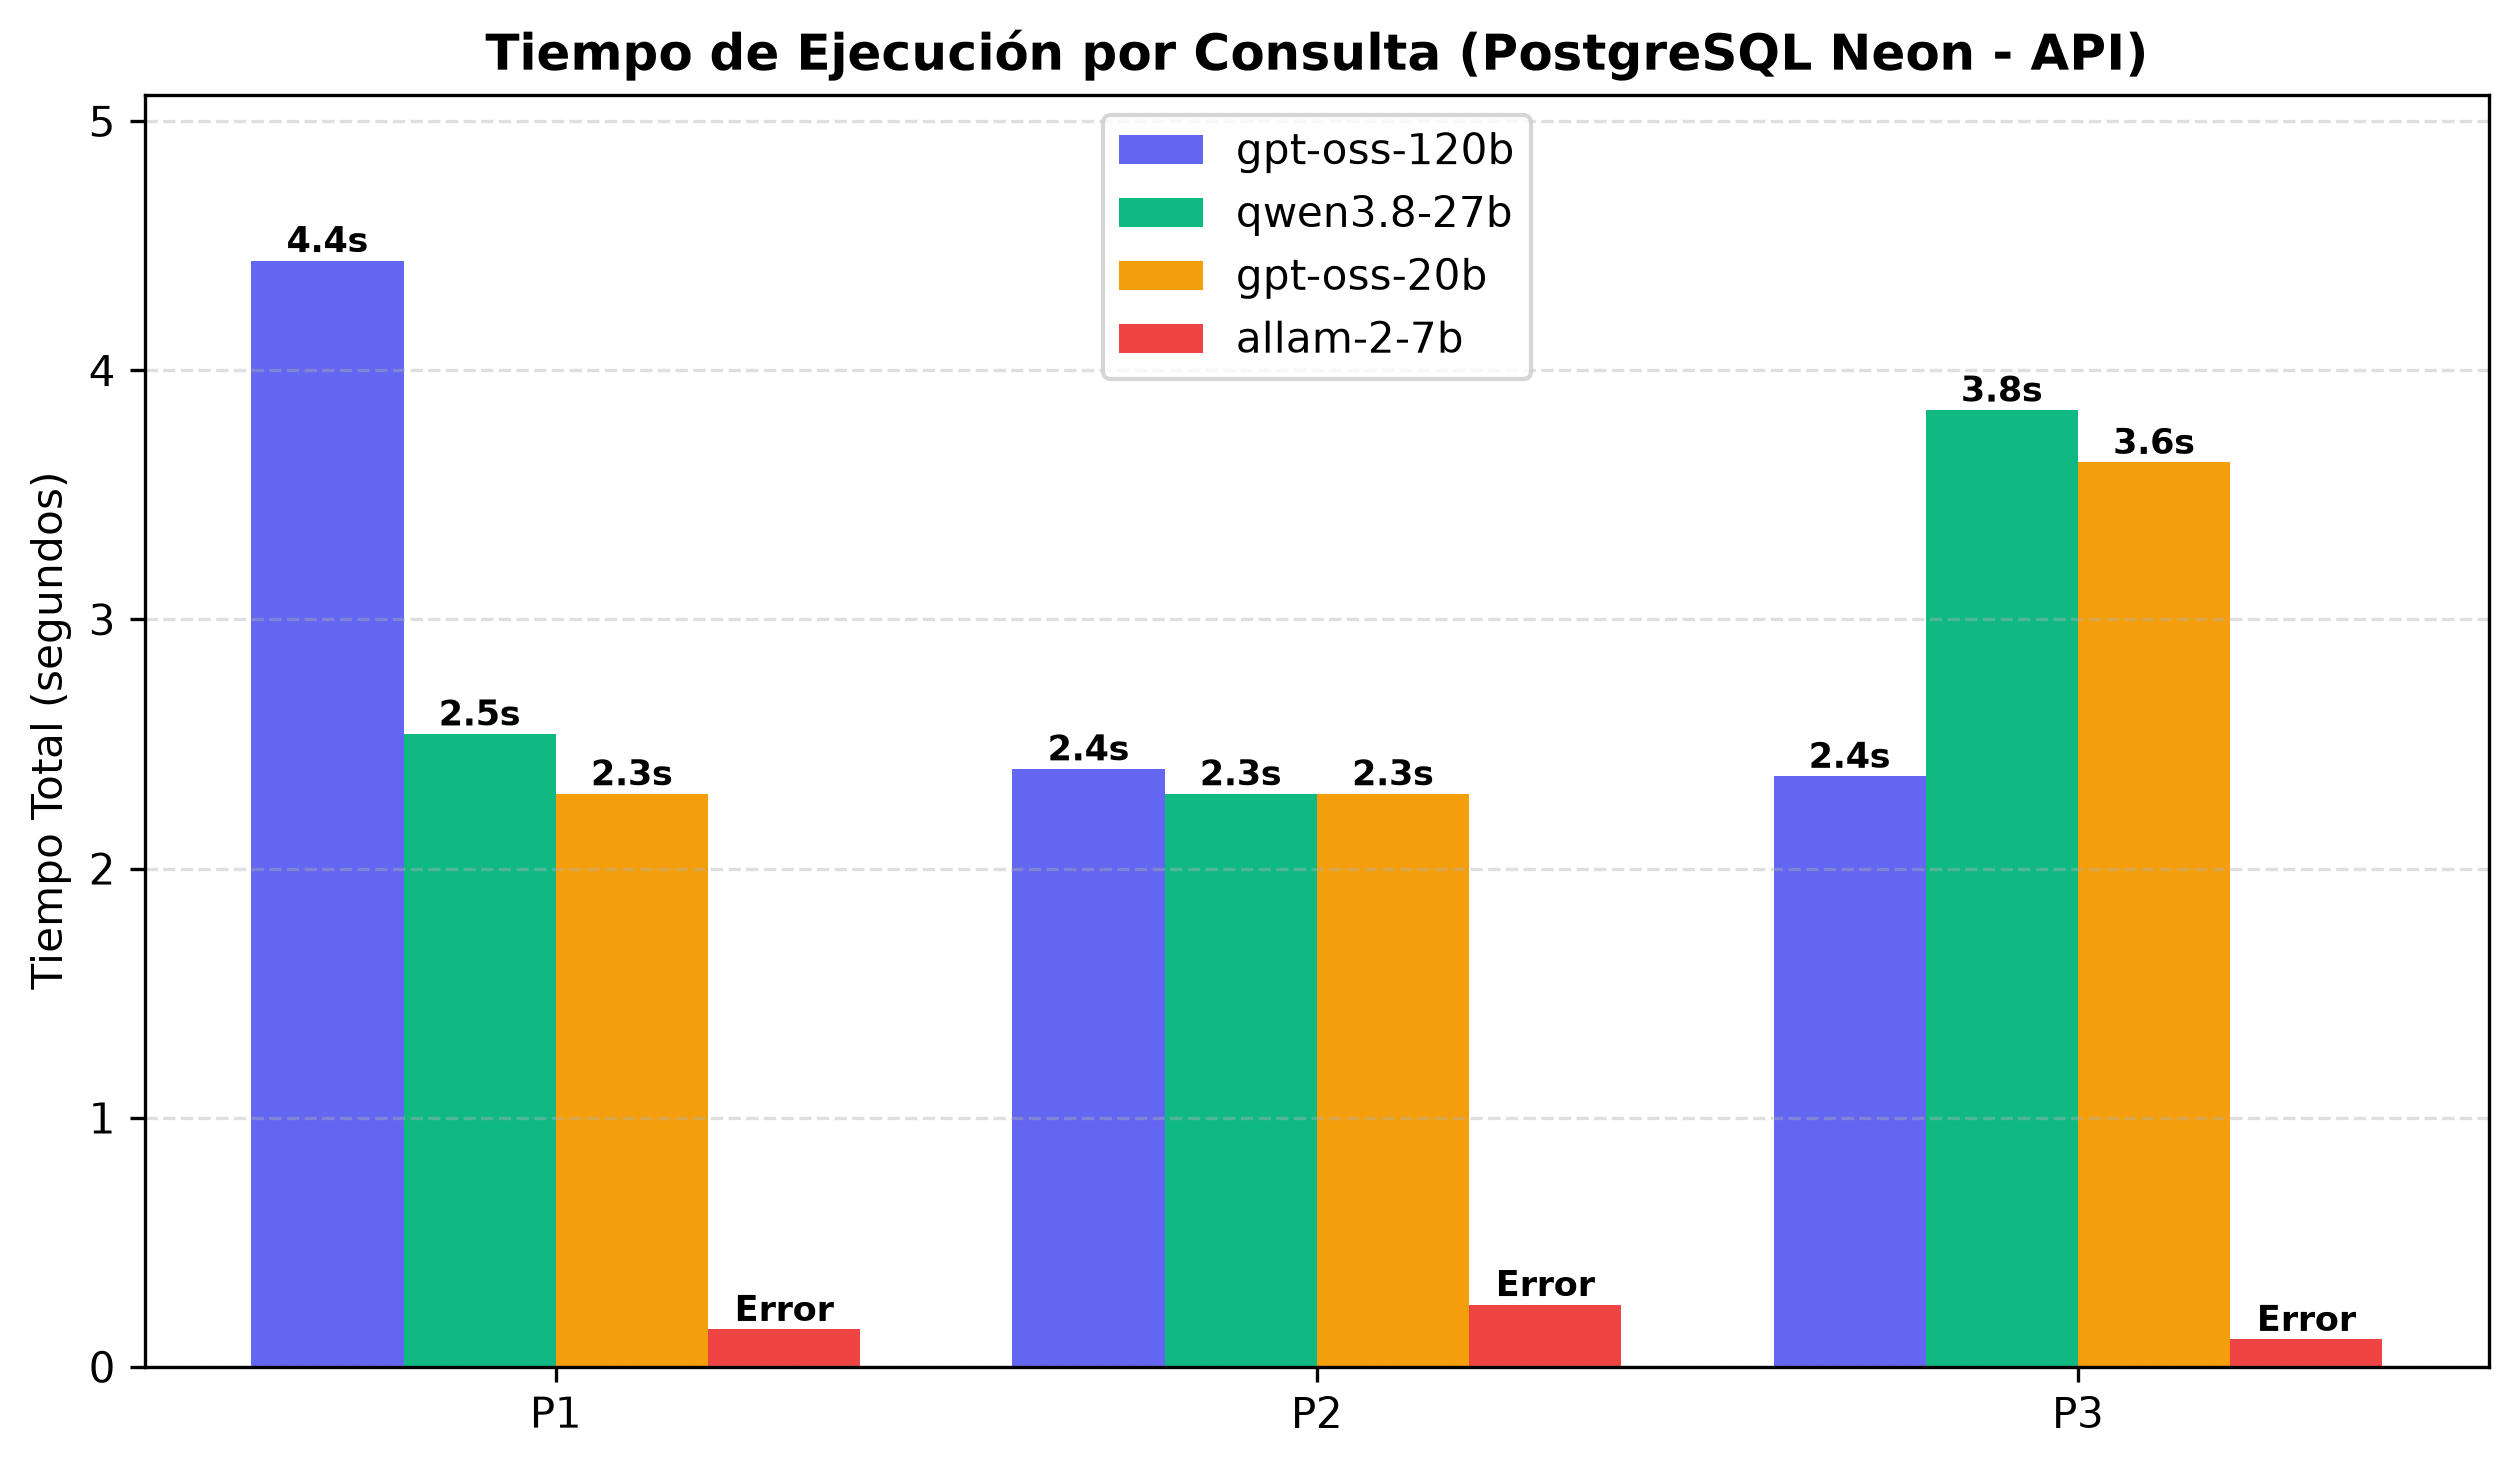 Tiempo de Ejecución por Consulta (PostgreSQL Neon - API)
gpt-oss-120b
qwen3.8-27b
gpt-oss-20b
allam-2-7b
Tiempo Total (segundos)
5
4
3
2
1
0
4.4s
2.5s
2.3s
Error
2.4s
2.3s
2.3s
Error
2.4s
3.8s
3.6s
Error
P1
P2
P3